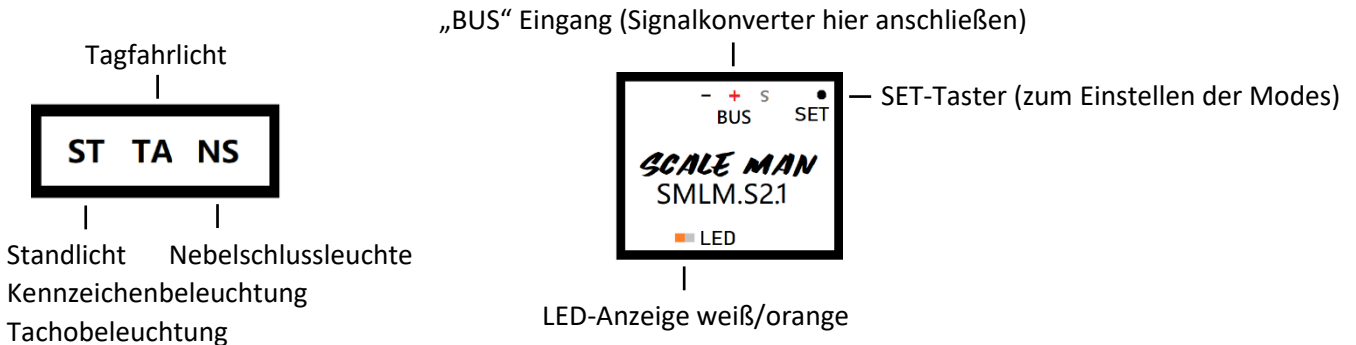 „BUS“ Eingang (Signalkonverter hier anschließen)
Tagfahrlicht
ST TA NS
Standlicht Nebelschlussleuchte
Kennzeichenbeleuchtung
Tachobeleuchtung
- + S
BUS SET
SET-Taster (zum Einstellen der Modes)
SCALE MAN
SMLM.S2.1
LED
LED-Anzeige weiß/orange